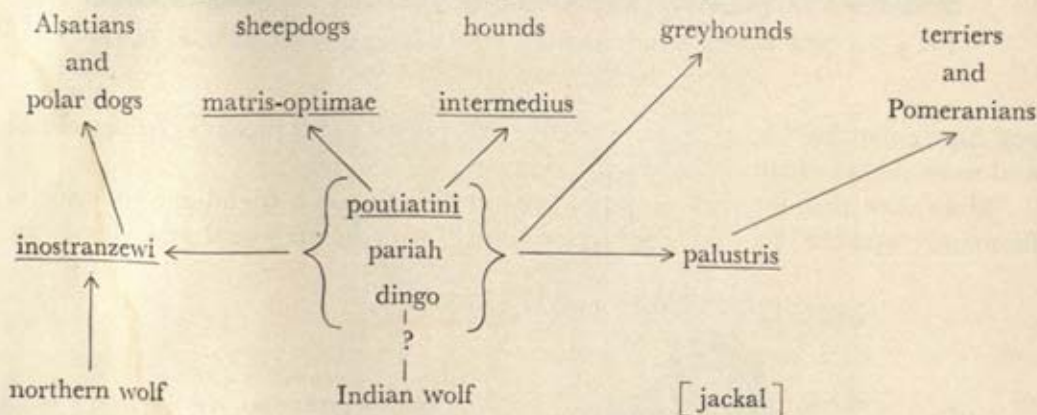 Alsatians
and
polar dogs
sheepdogs
matris-optimae
hounds
intermedius
greyhounds
terriers
and
Pomeranians
inostranzewi
poutiatini
pariah
dingo
?
palustris
northern wolf
Indian wolf
[jackal]